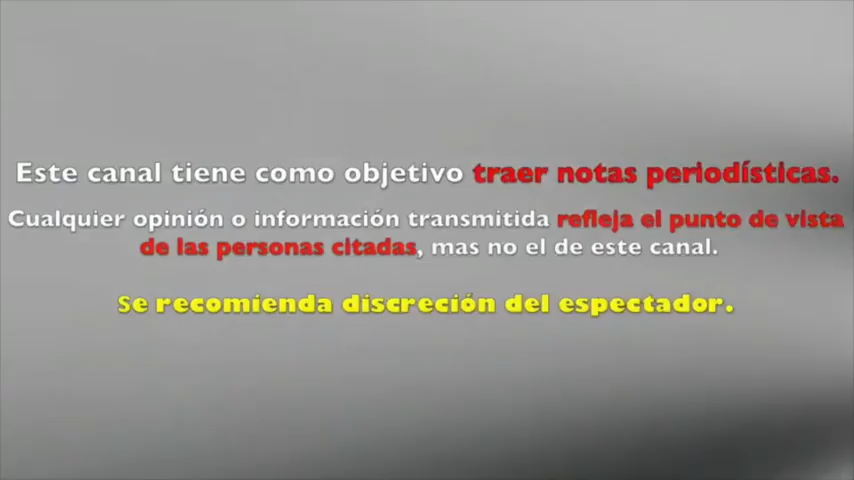 Este canal tiene como objetivo traer notas periodísticas.
Cualquier opinión o información transmitida refleja el punto de vista
de las personas citadas, mas no el de este canal.
Se recomienda discreción del espectador.